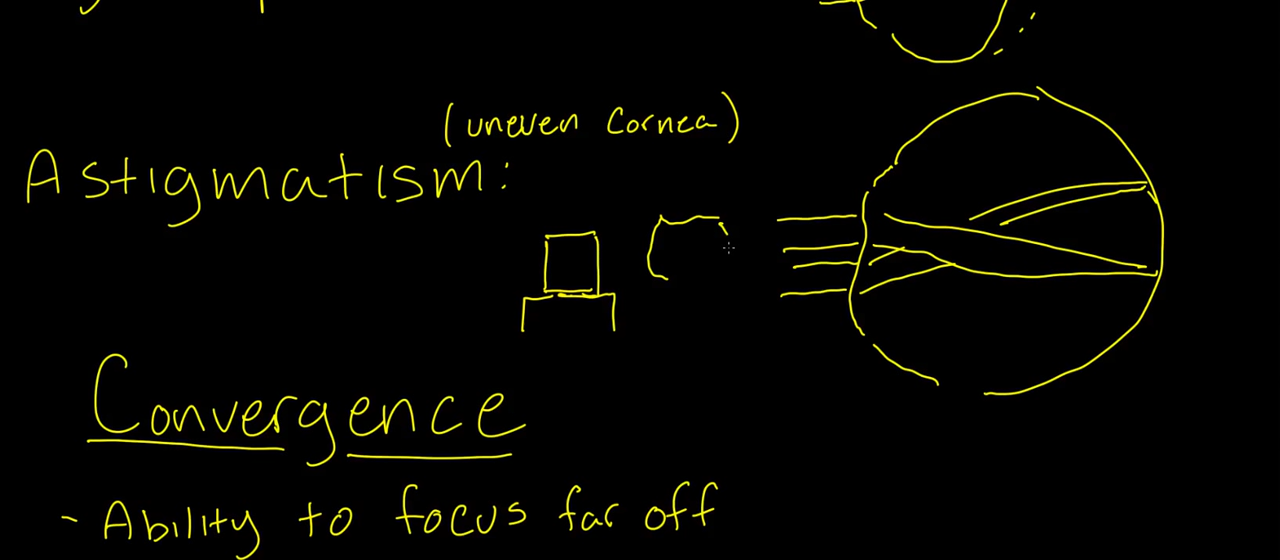 (uneven cornea)
Astigmatism:
Convergence
- Ability to focus far off